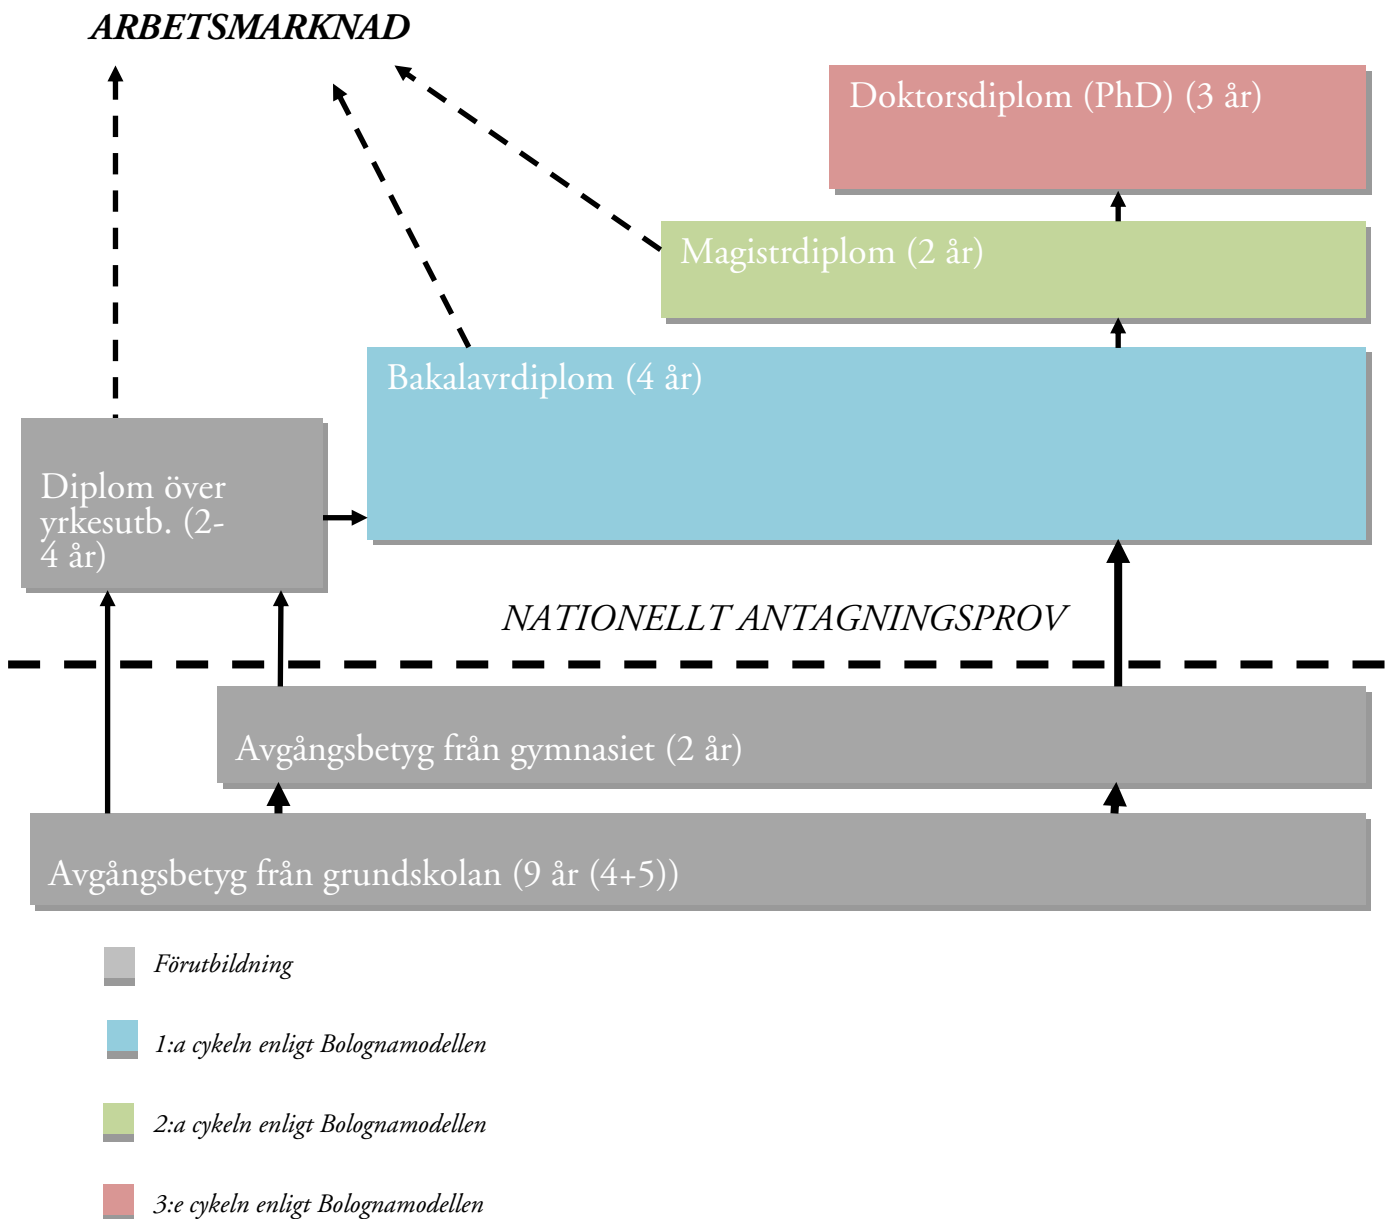 ARBETSMARKNAD
Doktorsdiplom (PhD) (3 år)
Magistrdiplom (2 år)
Bakalavrdiplom (4 år)
Diplom över
yrkesutb. (2-
4 år)
NATIONELLT ANTAGNINGSPROV
Avgångsbetyg från gymnasiet (2 år)
Avgångsbetyg från grundskolan (9 år (4+5))
Förutbildning
1:a cykeln enligt Bolognamodellen
2:a cykeln enligt Bolognamodellen
3:e cykeln enligt Bolognamodellen